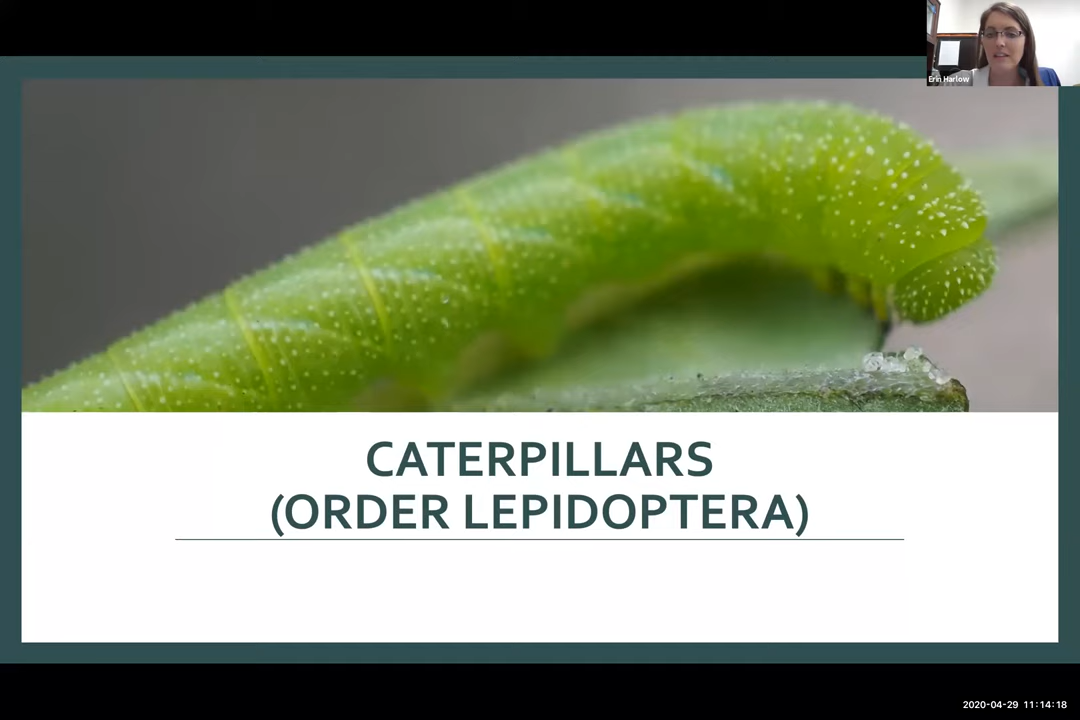 Erin Harlow
CATERPILLARS
(ORDER LEPIDOPTERA)
2020-04-29 11:14:18